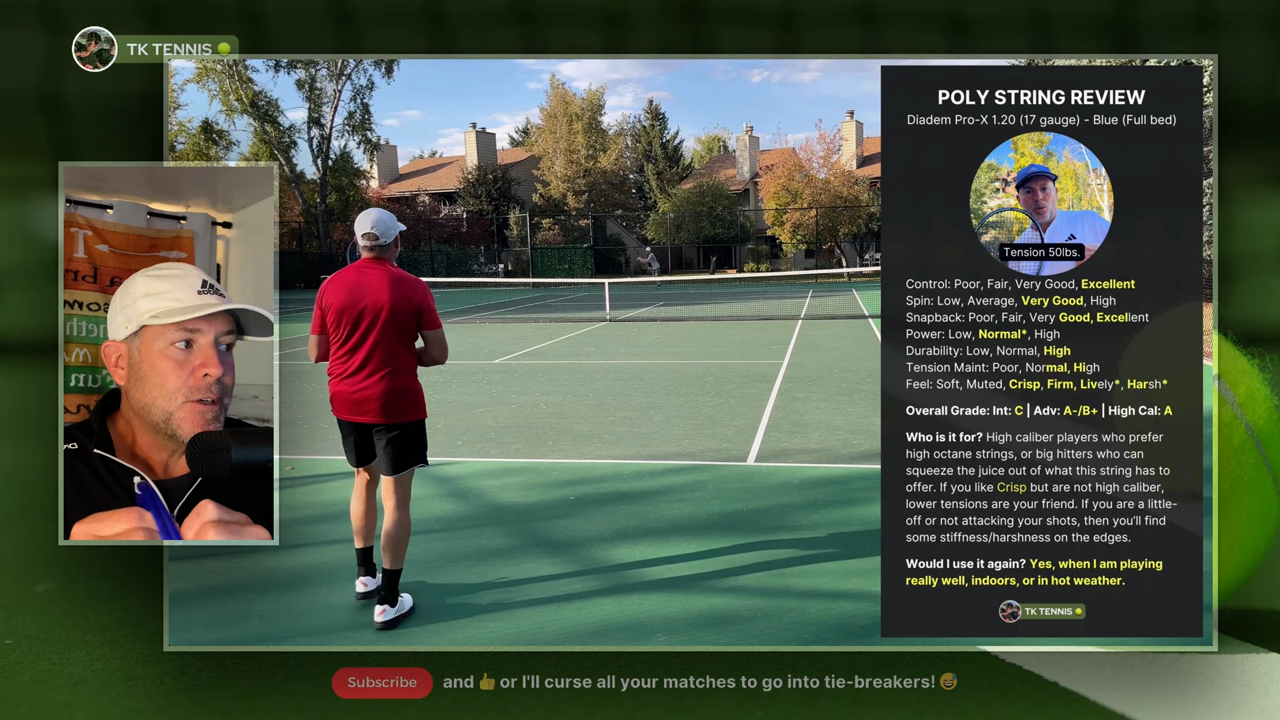 TK TENNIS
POLY STRING REVIEW
Diadem Pro-X 1.20 (17 gauge) - Blue (Full bed)
Tension 50lbs.
Control: Poor, Fair, Very Good, Excellent
Spin: Low, Average, Very Good, High
Snapback: Poor, Fair, Very Good, Excellent
Power: Low, Normal*, High
Durability: Low, Normal, High
Tension Maint: Poor, Normal, High
Feel: Soft, Muted, Crisp, Firm, Lively*, Harsh*
Overall Grade: Int: C | Adv: A-/B+ | High Cal: A
Who is it for? High caliber players who prefer
high octane strings, or big hitters who can
squeeze the juice out of what this string has to
offer. If you like Crisp but are not high caliber,
lower tensions are your friend. If you are a little-
off or not attacking your shots, then you'll find
some stiffness/harshness on the edges.
Would I use it again? Yes, when I am playing
really well, indoors, or in hot weather.
TK TENNIS
adidas
Subscribe and 👍 or I'll curse all your matches to go into tie-breakers! 😅